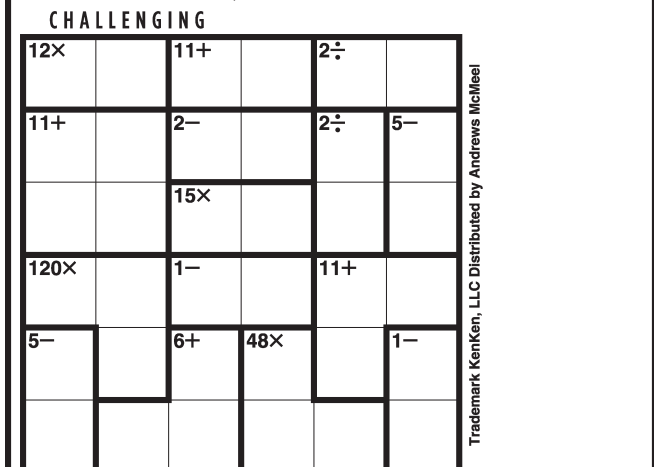 CHALLENGING
12× 11+ 2÷
11+ 2− 2÷ 5−
15×
120× 1− 11+
5− 6+ 48× 1−
Trademark KenKen, LLC Distributed by Andrews McMeel